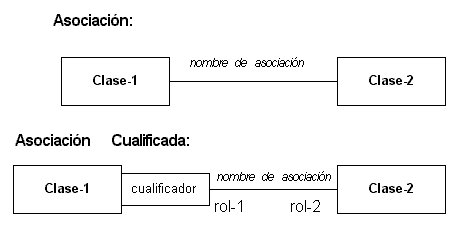 Asociación:
nombre de asociación
Clase-1
Clase-2
Asociación Cualificada:
nombre de asociación
Clase-1
cualificador
Clase-2
rol-1 rol-2